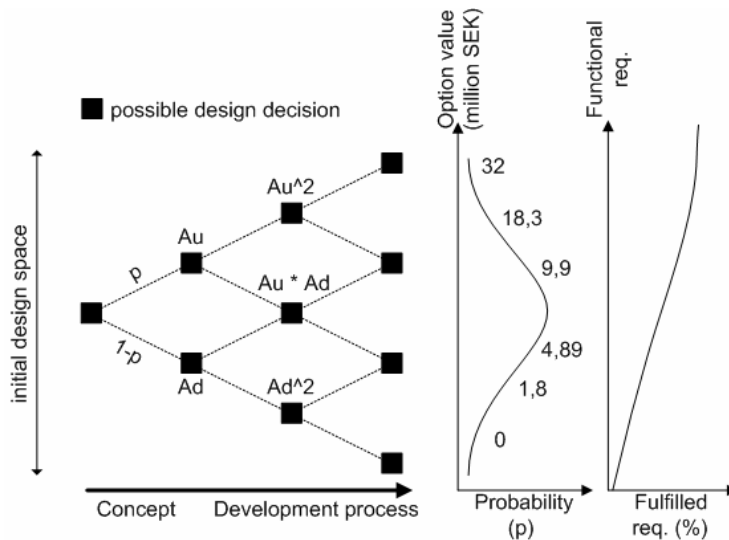 possible design decision
initial design space
p
1-p
Au
Ad
Au^2
Au * Ad
Ad^2
Concept
Development process
Option value
(million SEK)
32
18,3
9,9
4,89
1,8
0
Probability
(p)
Functional
req.
Fulfilled
req. (%)